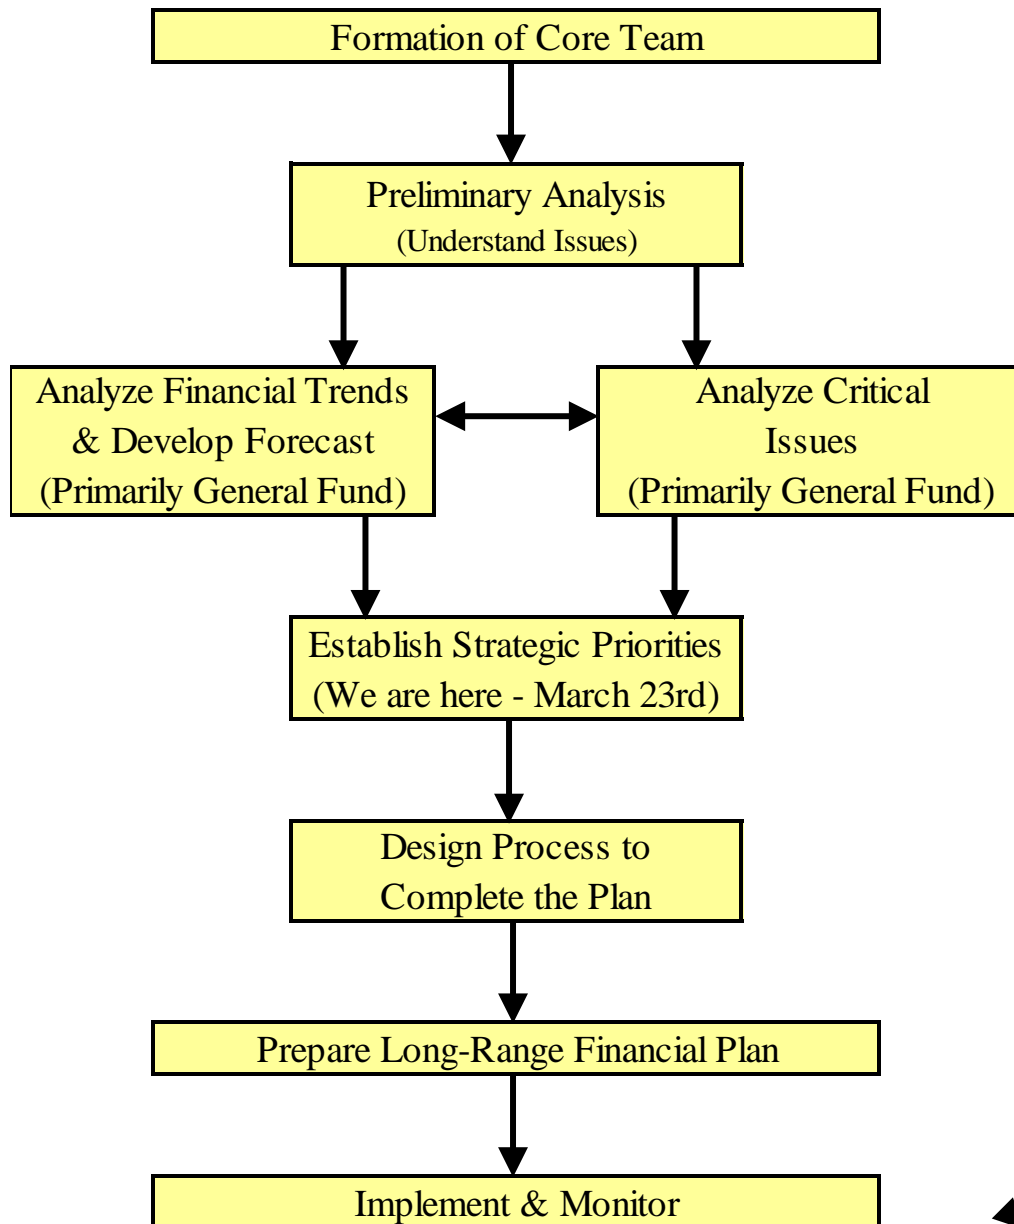 Formation of Core Team
Preliminary Analysis
(Understand Issues)
Analyze Financial Trends
& Develop Forecast
(Primarily General Fund)
Analyze Critical
Issues
(Primarily General Fund)
Establish Strategic Priorities
(We are here - March 23rd)
Design Process to
Complete the Plan
Prepare Long-Range Financial Plan
Implement & Monitor